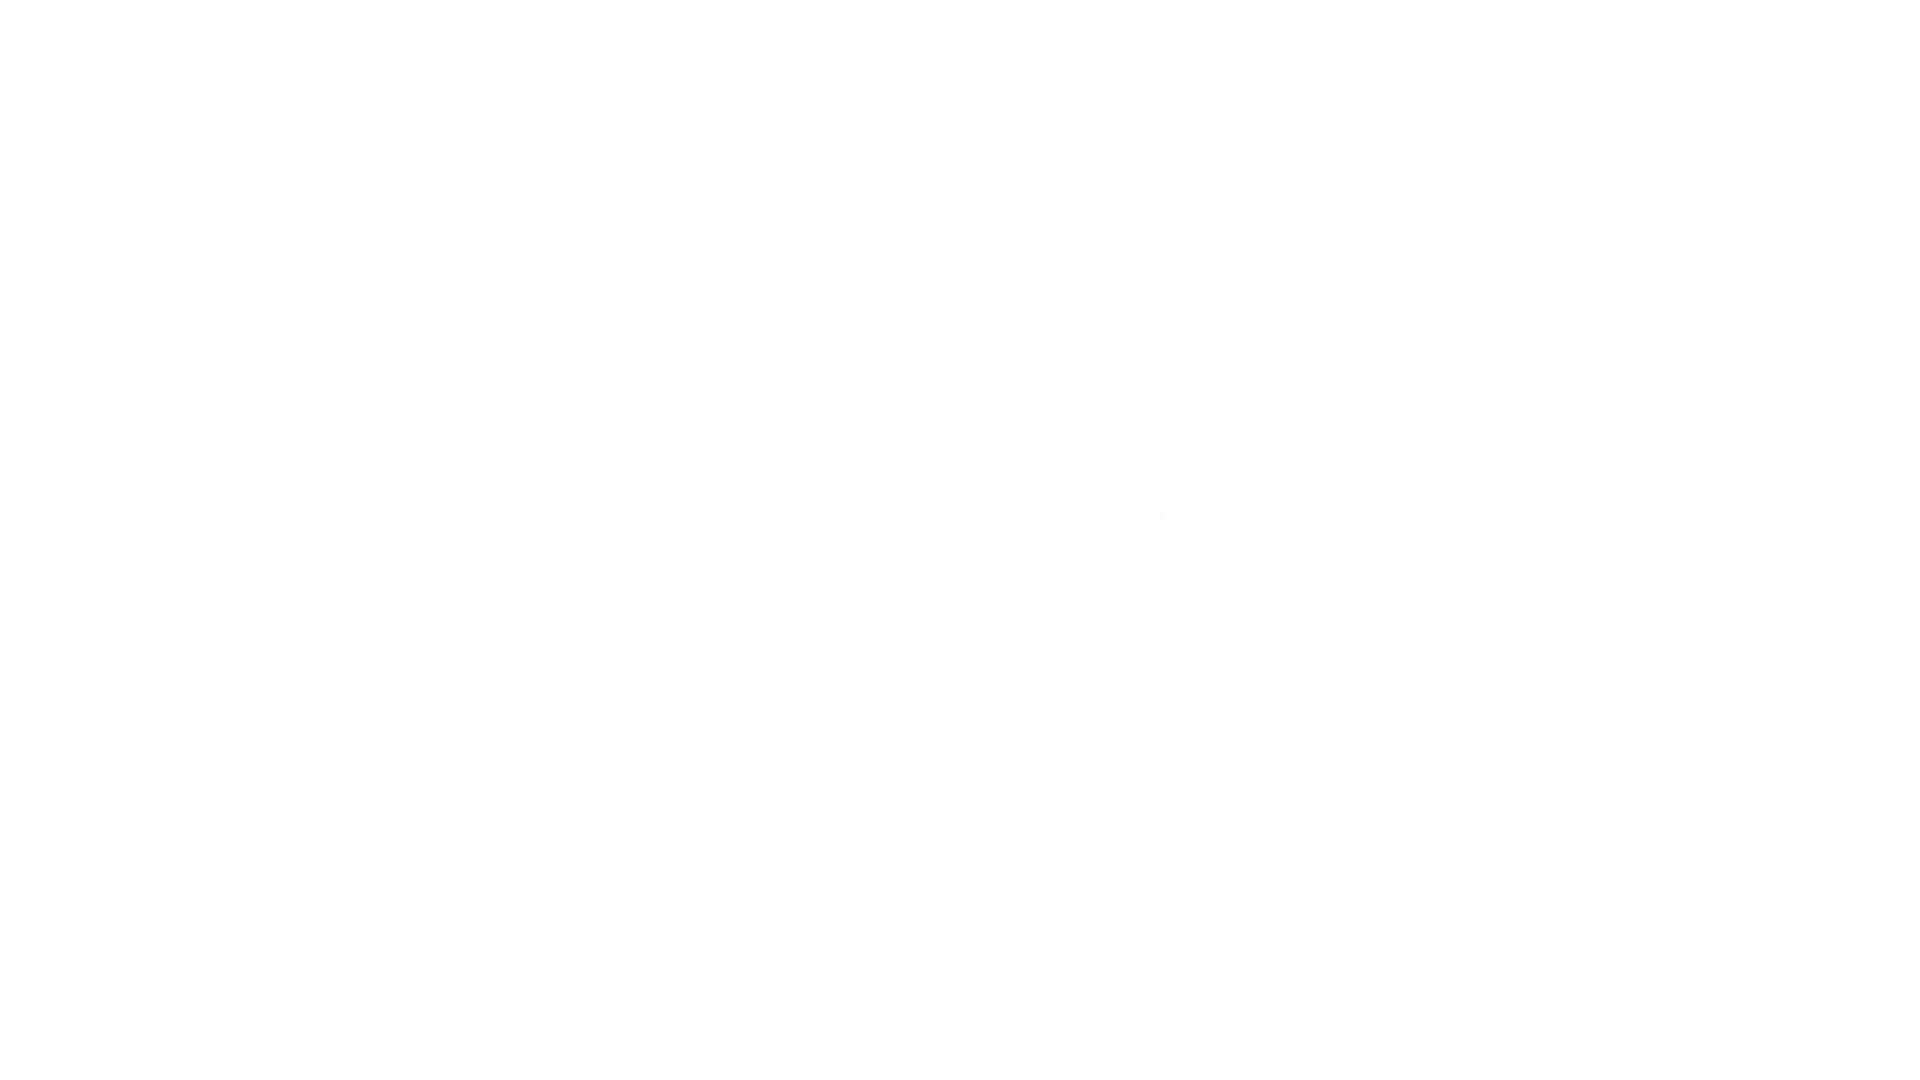 Javascript is the primary
language for manipulating
eb elements and interactions.